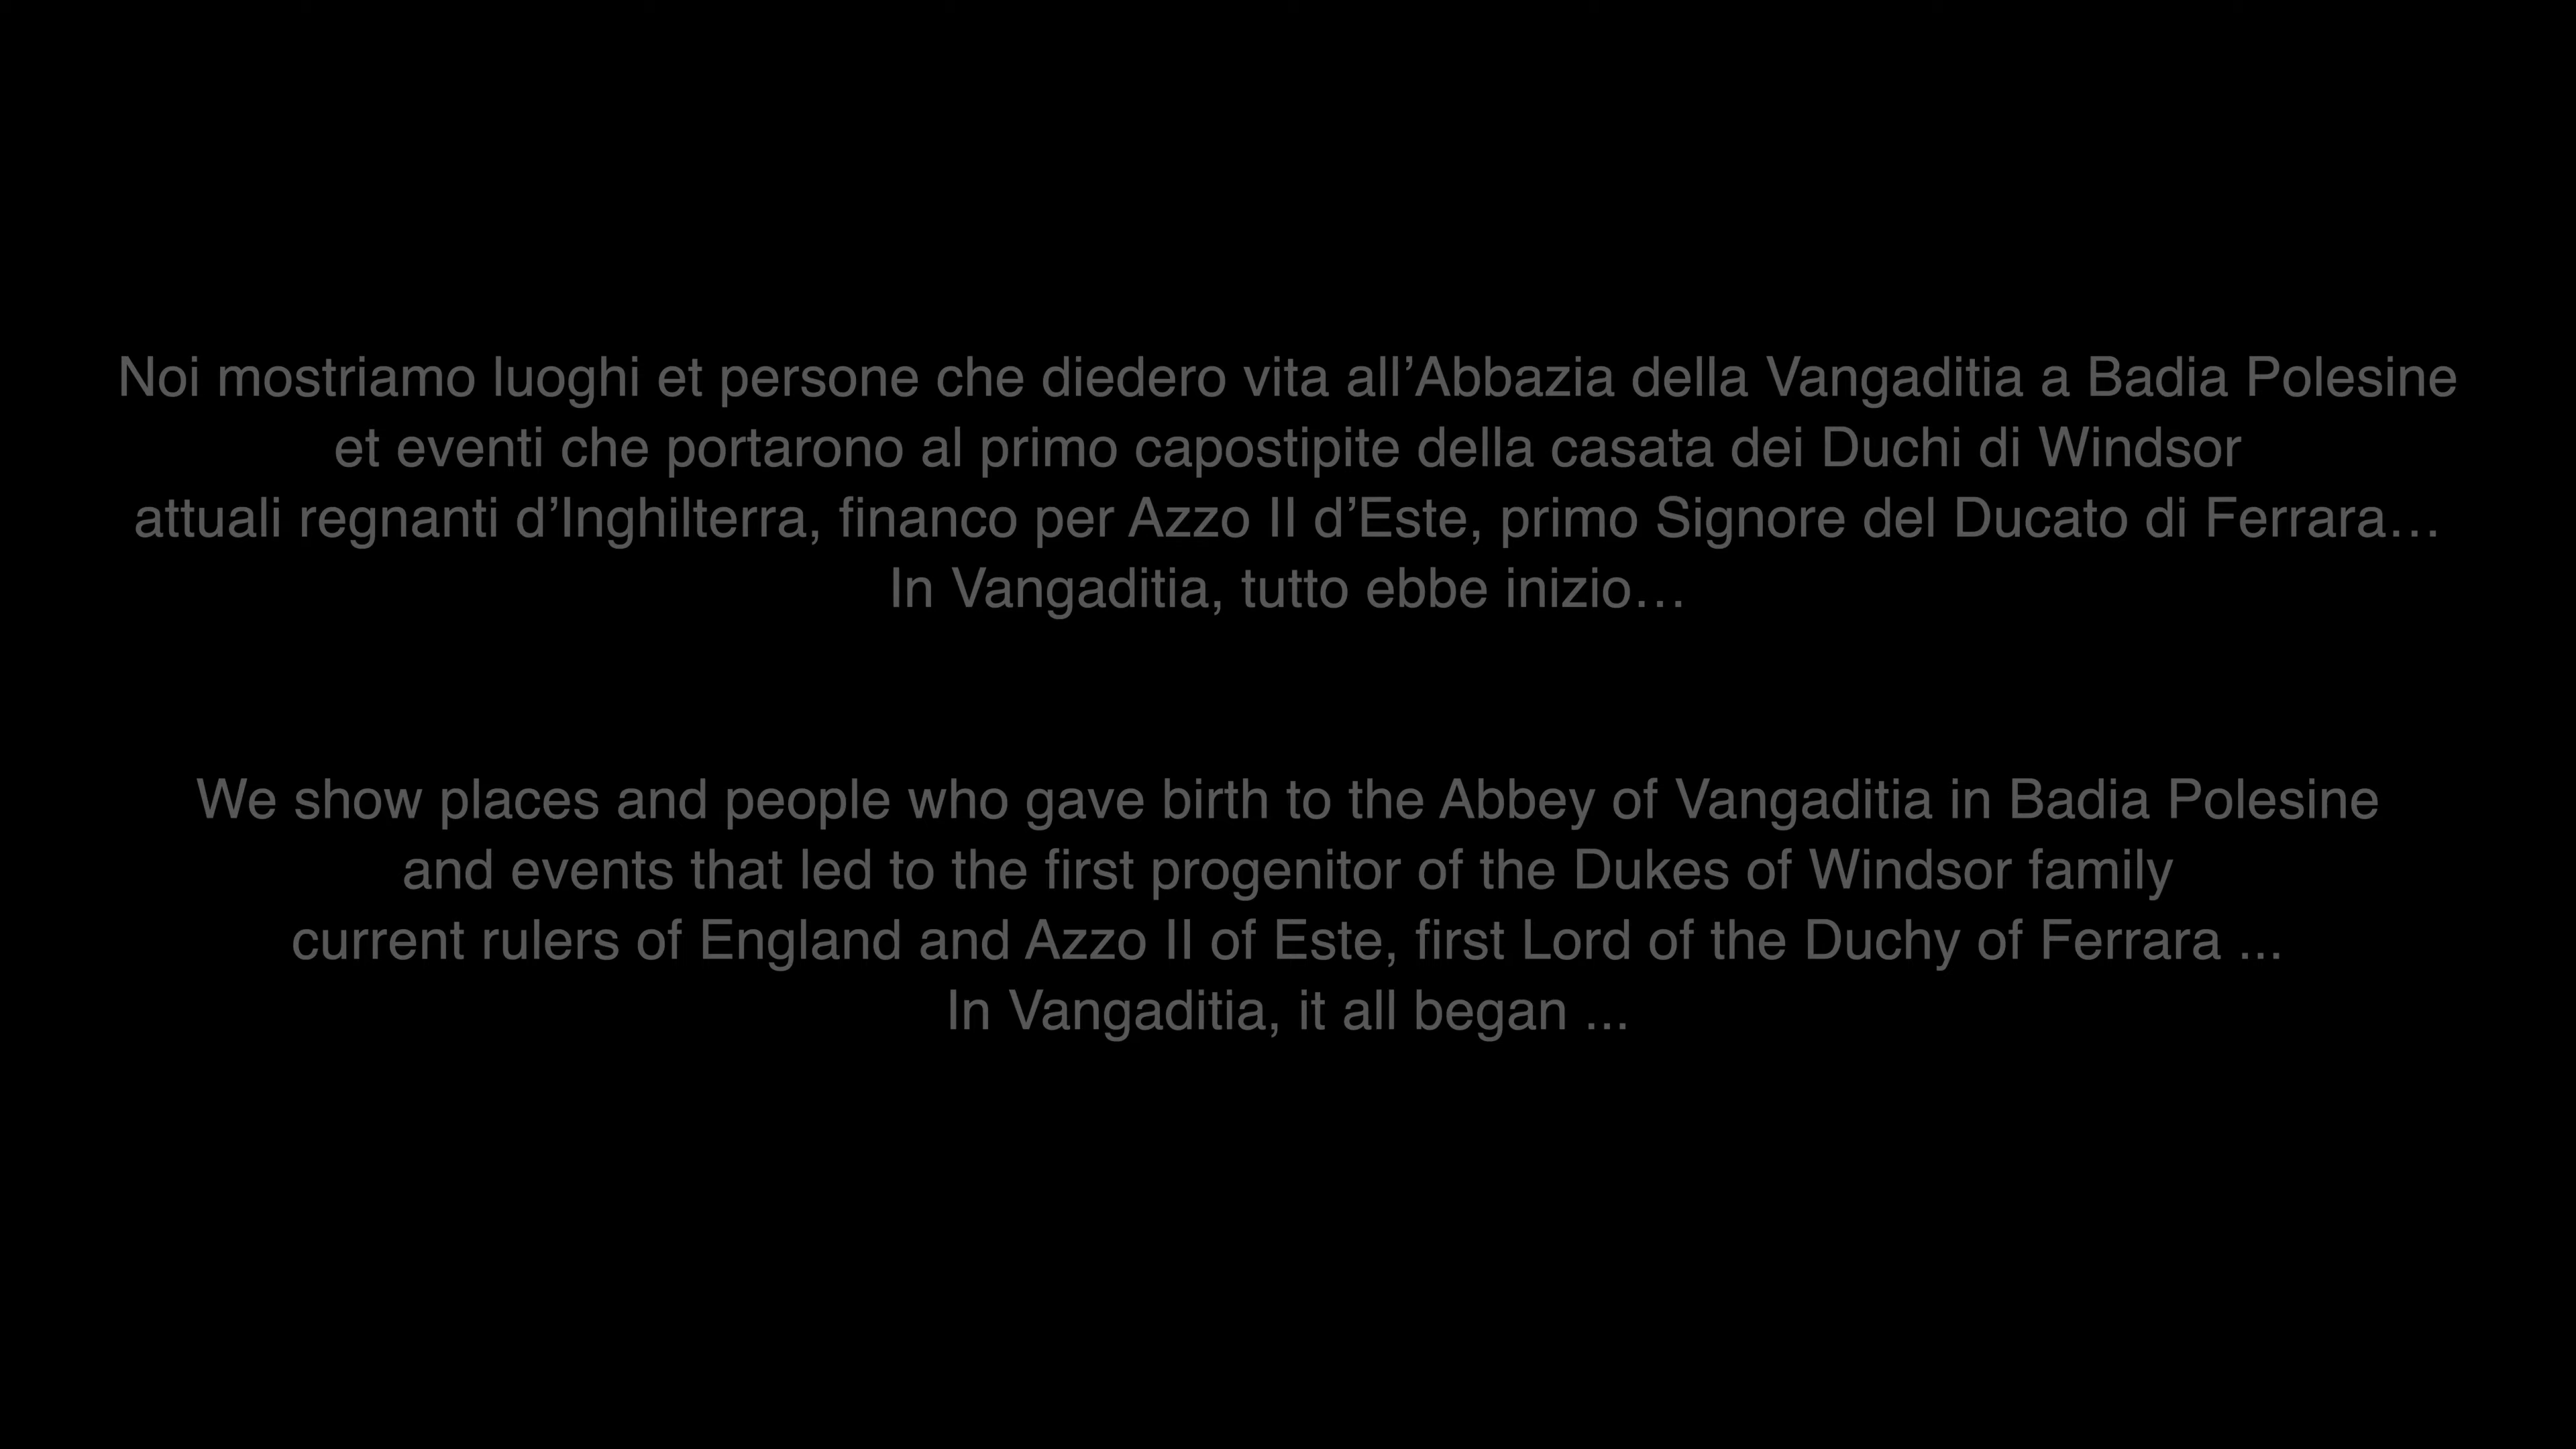 Noi mostriamo luoghi et persone che diedero vita all’Abbazia della Vangaditia a Badia Polesine
et eventi che portarono al primo capostipite della casata dei Duchi di Windsor
attuali regnanti d’Inghilterra, financo per Azzo II d’Este, primo Signore del Ducato di Ferrara…
In Vangaditia, tutto ebbe inizio…
We show places and people who gave birth to the Abbey of Vangaditia in Badia Polesine
and events that led to the first progenitor of the Dukes of Windsor family
current rulers of England and Azzo II of Este, first Lord of the Duchy of Ferrara ...
In Vangaditia, it all began ...